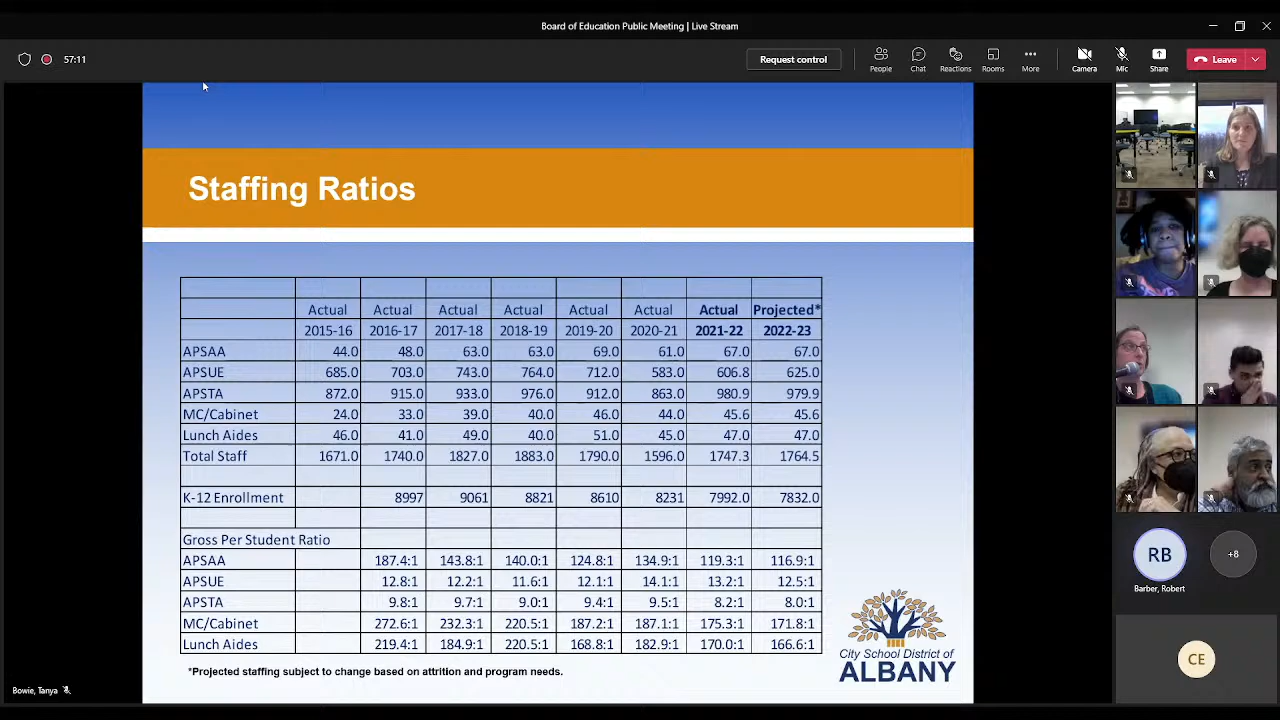 Board of Education Public Meeting | Live Stream
57:11
Request control
People
Chat
Reactions
Rooms
More
Camera
Mic
Share
Leave
Staffing Ratios
Actual Actual Actual Actual Actual Actual Actual Projected*
2015-16 2016-17 2017-18 2018-19 2019-20 2020-21 2021-22 2022-23
APSAA 44.0 48.0 63.0 63.0 69.0 61.0 67.0 67.0
APSUE 685.0 703.0 743.0 764.0 712.0 583.0 606.8 625.0
APSTA 872.0 915.0 933.0 976.0 912.0 863.0 980.9 979.9
MC/Cabinet 24.0 33.0 39.0 40.0 46.0 44.0 45.6 45.6
Lunch Aides 46.0 41.0 49.0 40.0 51.0 45.0 47.0 47.0
Total Staff 1671.0 1740.0 1827.0 1883.0 1790.0 1596.0 1747.3 1764.5
K-12 Enrollment 8997 9061 8821 8610 8231 7992.0 7832.0
Gross Per Student Ratio
APSAA 187.4:1 143.8:1 140.0:1 124.8:1 134.9:1 119.3:1 116.9:1
APSUE 12.8:1 12.2:1 11.6:1 12.1:1 14.1:1 13.2:1 12.5:1
APSTA 9.8:1 9.7:1 9.0:1 9.4:1 9.5:1 8.2:1 8.0:1
MC/Cabinet 272.6:1 232.3:1 220.5:1 187.2:1 187.1:1 175.3:1 171.8:1
Lunch Aides 219.4:1 184.9:1 220.5:1 168.8:1 182.9:1 170.0:1 166.6:1
*Projected staffing subject to change based on attrition and program needs.
City School District of
ALBANY
Bowie, Tanya
RB
+8
Barber, Robert
CE